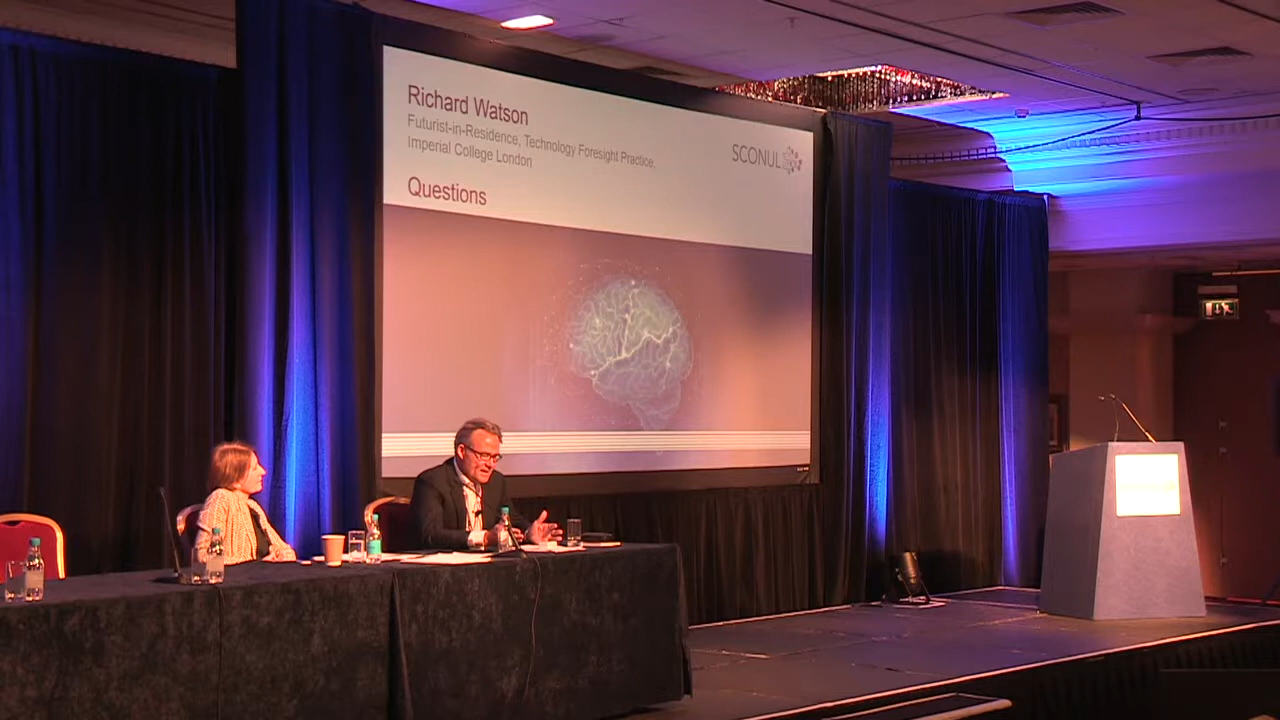 Richard Watson
Futurist-in-Residence, Technology Foresight Practice,
Imperial College London
SCONUL
Questions